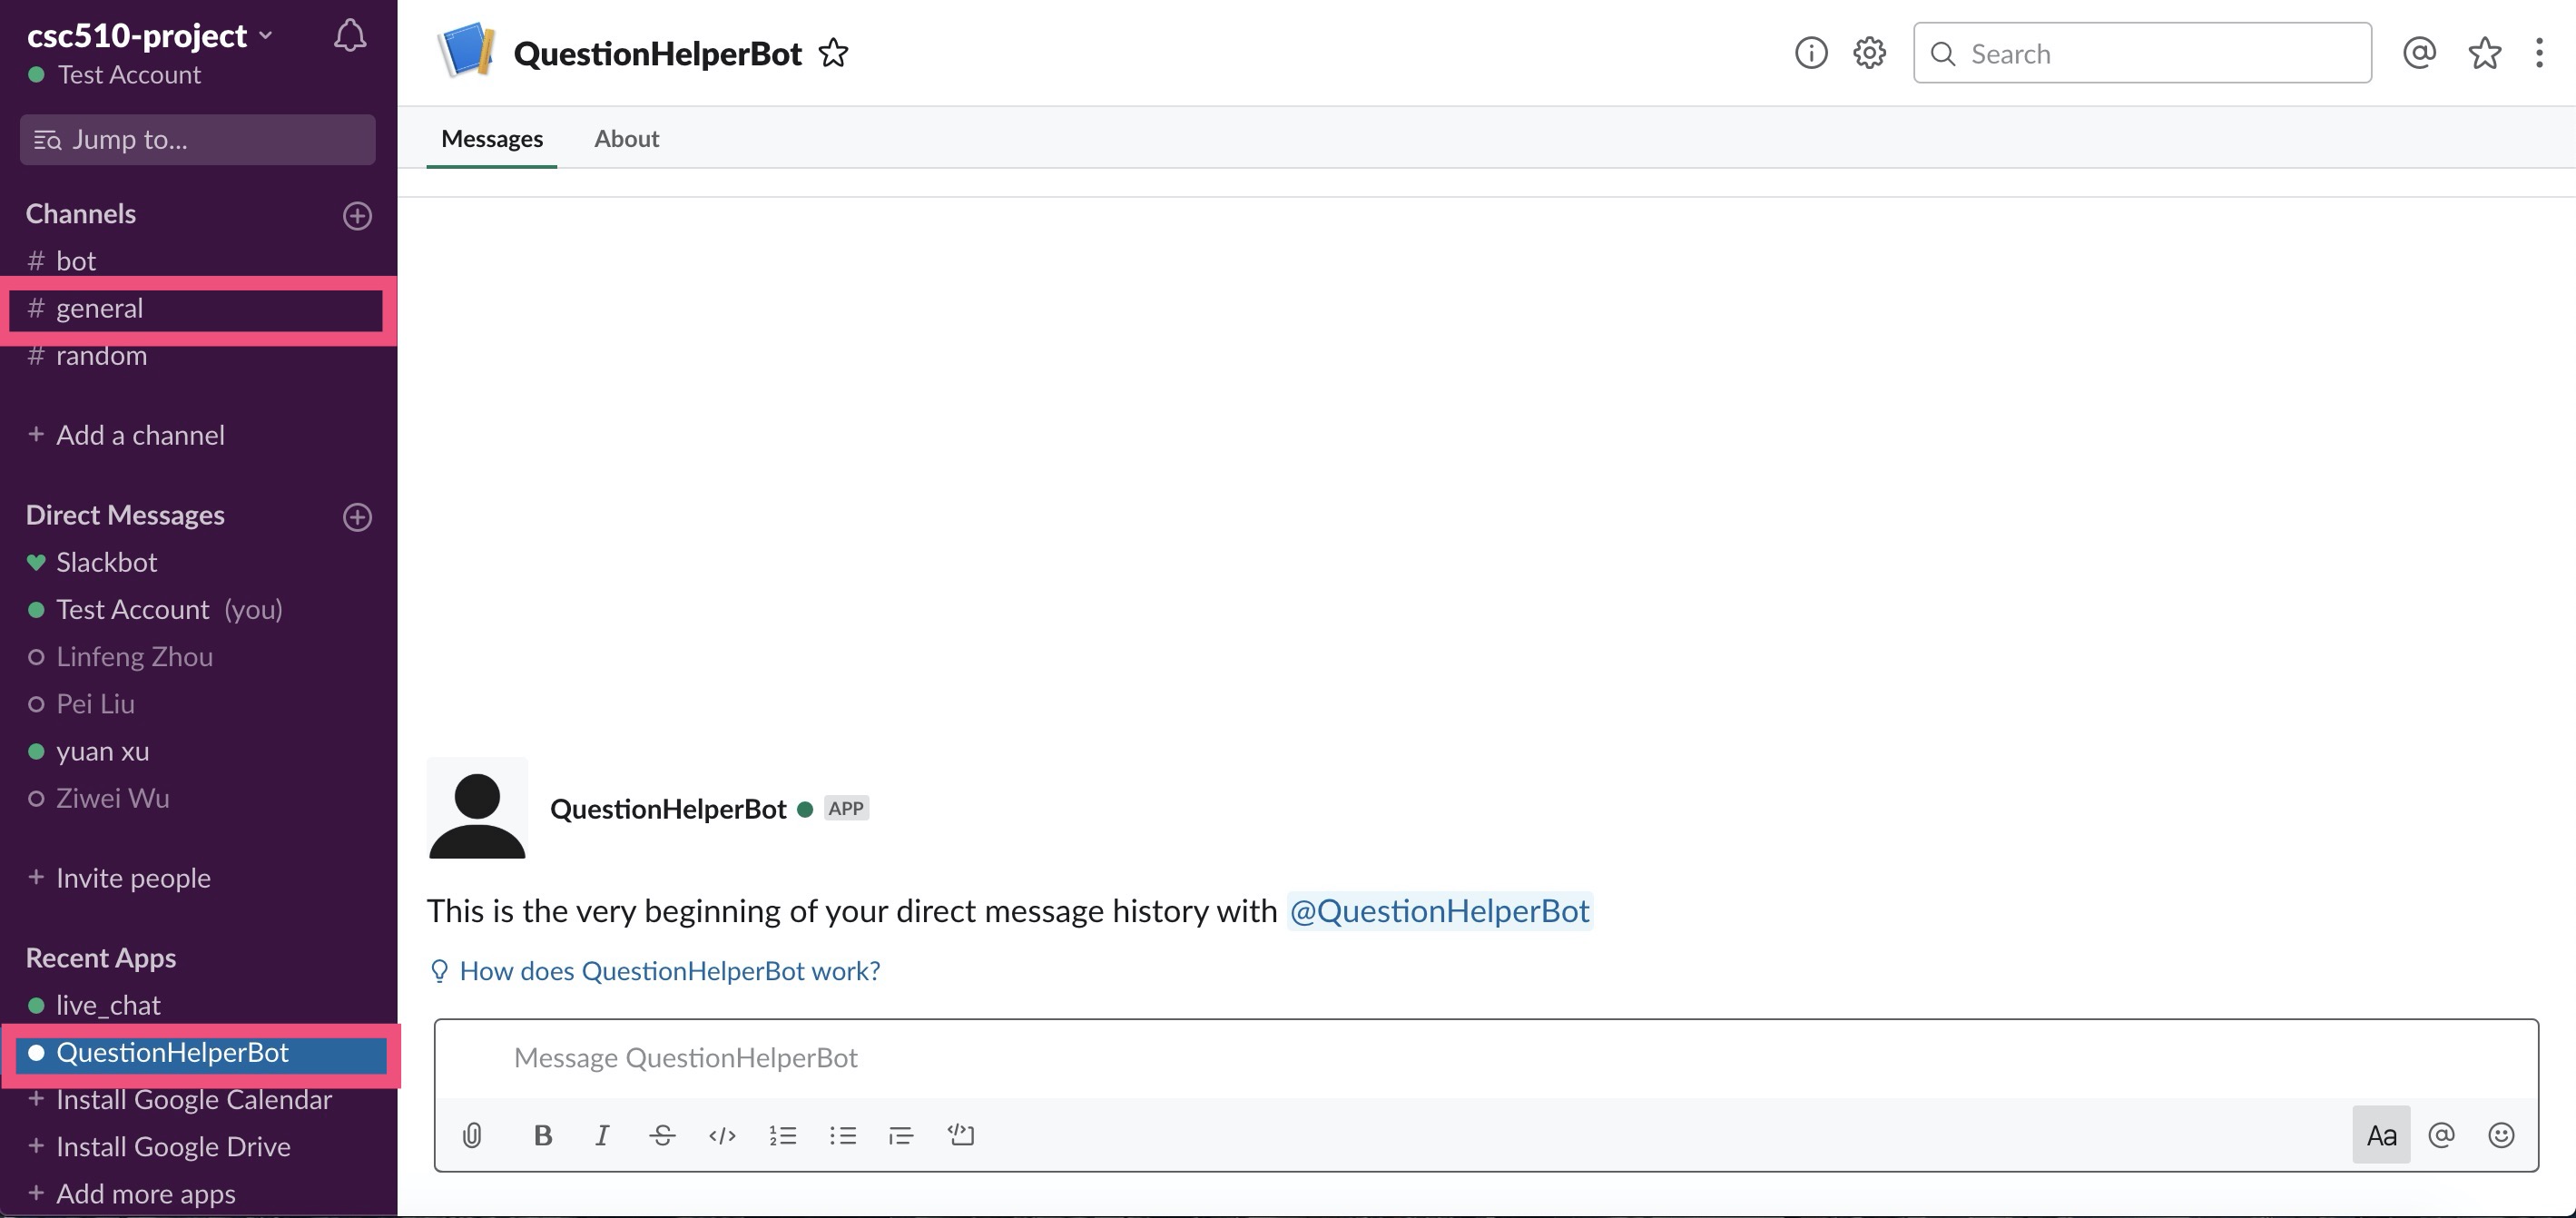 csc510-project
Test Account
Jump to...
Channels
# bot
# general
# random
+ Add a channel
Direct Messages
Slackbot
Test Account (you)
Linfeng Zhou
Pei Liu
yuan xu
Ziwei Wu
+ Invite people
Recent Apps
live_chat
QuestionHelperBot
+ Install Google Calendar
+ Install Google Drive
+ Add more apps
QuestionHelperBot
Search
Messages About
QuestionHelperBot APP
This is the very beginning of your direct message history with @QuestionHelperBot
How does QuestionHelperBot work?
Message QuestionHelperBot
B I S </> Aa @